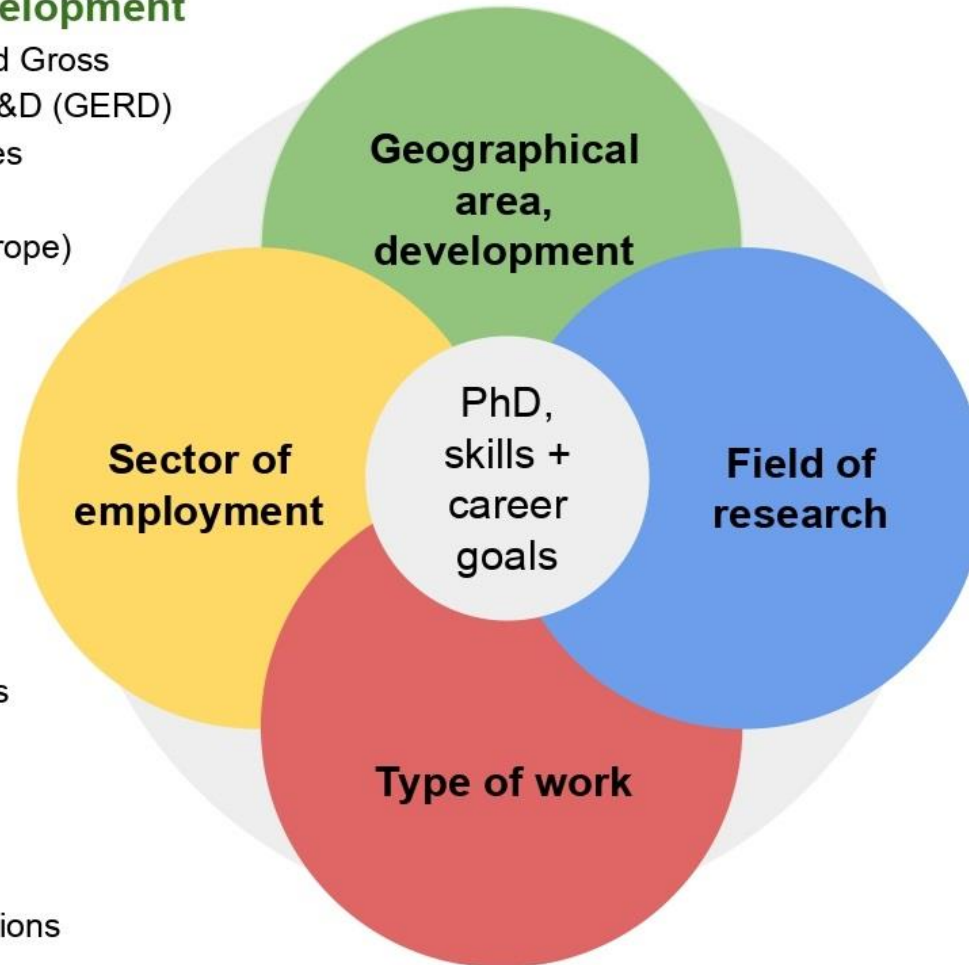 elopment
d Gross
&D (GERD)
es
rope)
s
ions
Geographical
area,
development
Sector of
employment
PhD,
skills +
career
goals
Field of
research
Type of work